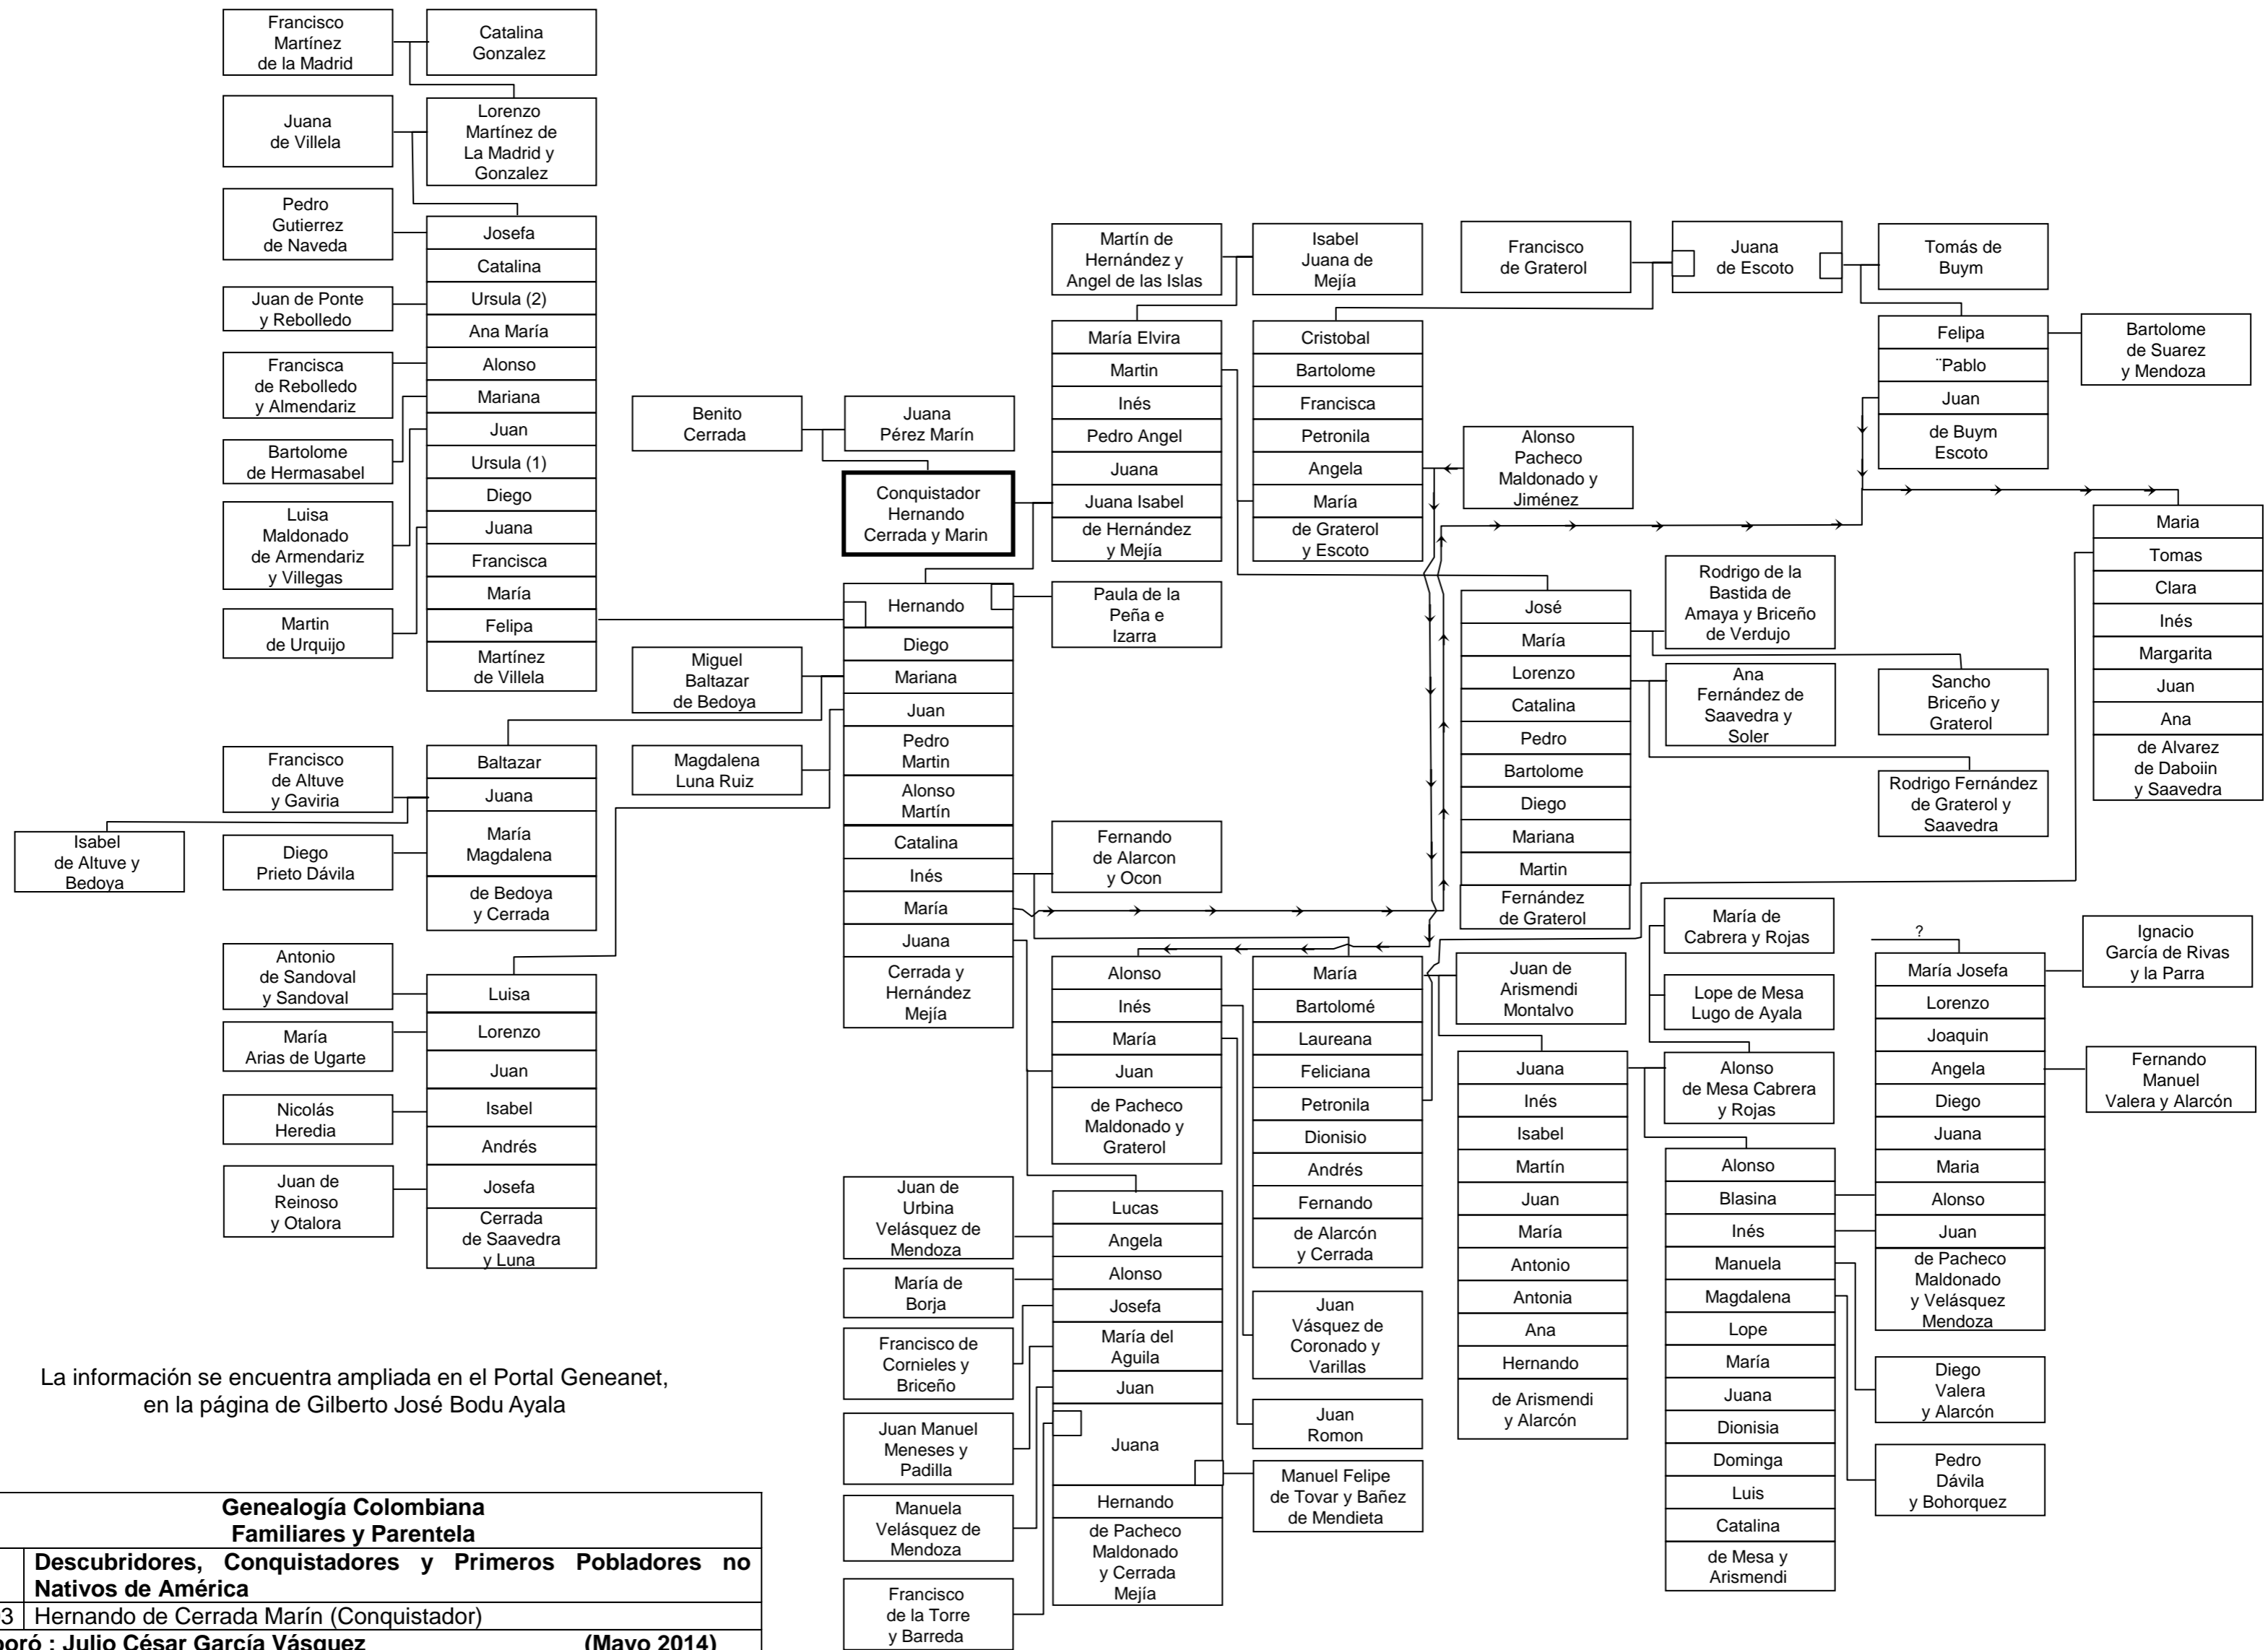 Francisco
Martínez
de la Madrid
Catalina
Gonzalez
Juana
de Villela
Lorenzo
Martínez de
La Madrid y
Gonzalez
Pedro
Gutierrez
de Naveda
Juan de Ponte
y Rebolledo
Francisca
de Rebolledo
y Almendariz
Bartolome
de Hermasabel
Luisa
Maldonado
de Armendariz
y Villegas
Martin
de Urquijo
Josefa
Catalina
Ursula (2)
Ana María
Alonso
Mariana
Juan
Ursula (1)
Diego
Juana
Francisca
María
Felipa
Martínez
de Villela
Benito
Cerrada
Juana
Pérez Marín
Conquistador
Hernando
Cerrada y Marin
Martín de
Hernández y
Angel de las Islas
Isabel
Juana de
Mejía
María Elvira
Martin
Inés
Pedro Angel
Juana
Juana Isabel
de Hernández
y Mejía
Francisco
de Graterol
Juana
de Escoto
Tomás de
Buym
Cristobal
Bartolome
Francisca
Petronila
Angela
María
de Graterol
y Escoto
Alonso
Pacheco
Maldonado y
Jiménez
Felipa
¨Pablo
Juan
de Buym
Escoto
Bartolome
de Suarez
y Mendoza
Maria
Tomas
Clara
Inés
Margarita
Juan
Ana
de Alvarez
de Daboiin
y Saavedra
Hernando
Diego
Mariana
Juan
Pedro
Martin
Alonso
Martín
Catalina
Inés
María
Juana
Cerrada y
Hernández
Mejía
Paula de la
Peña e
Izarra
Miguel
Baltazar
de Bedoya
Magdalena
Luna Ruiz
José
María
Lorenzo
Catalina
Pedro
Bartolome
Diego
Mariana
Martin
Fernández
de Graterol
Rodrigo de la
Bastida de
Amaya y Briceño
de Verdujo
Ana
Fernández de
Saavedra y
Soler
Sancho
Briceño y
Graterol
Rodrigo Fernández
de Graterol y
Saavedra
Francisco
de Altuve
y Gaviria
Isabel
de Altuve y
Bedoya
Diego
Prieto Dávila
Baltazar
Juana
María
Magdalena
de Bedoya
y Cerrada
Antonio
de Sandoval
y Sandoval
María
Arias de Ugarte
Nicolás
Heredia
Juan de
Reinoso
y Otalora
Luisa
Lorenzo
Juan
Isabel
Andrés
Josefa
Cerrada
de Saavedra
y Luna
Fernando
de Alarcon
y Ocon
Alonso
Inés
María
Juan
de Pacheco
Maldonado y
Graterol
María
Bartolomé
Laureana
Feliciana
Petronila
Dionisio
Andrés
Fernando
de Alarcón
y Cerrada
Juan de
Arismendi
Montalvo
Juana
Inés
Isabel
Martín
Juan
María
Antonio
Antonia
Ana
Hernando
de Arismendi
y Alarcón
María de
Cabrera y Rojas
Lope de Mesa
Lugo de Ayala
Alonso
de Mesa Cabrera
y Rojas
Alonso
Blasina
Inés
Manuela
Magdalena
Lope
María
Juana
Dionisia
Dominga
Luis
Catalina
de Mesa y
Arismendi
?
María Josefa
Lorenzo
Joaquin
Angela
Diego
Juana
Maria
Alonso
Juan
de Pacheco
Maldonado
y Velásquez
Mendoza
Ignacio
García de Rivas
y la Parra
Fernando
Manuel
Valera y Alarcón
Diego
Valera
y Alarcón
Pedro
Dávila
y Bohorquez
Juan de
Urbina
Velásquez de
Mendoza
María de
Borja
Francisco de
Cornieles y
Briceño
Juan Manuel
Meneses y
Padilla
Manuela
Velásquez de
Mendoza
Francisco
de la Torre
y Barreda
Lucas
Angela
Alonso
Josefa
María del
Aguila
Juan
Juana
Hernando
de Pacheco
Maldonado
y Cerrada
Mejía
Juan
Vásquez de
Coronado y
Varillas
Juan
Romon
Manuel Felipe
de Tovar y Bañez
de Mendieta
La información se encuentra ampliada en el Portal Geneanet,
en la página de Gilberto José Bodu Ayala
Genealogía Colombiana
Familiares y Parentela
Descubridores, Conquistadores y Primeros Pobladores no
Nativos de América
3 Hernando de Cerrada Marín (Conquistador)
boró : Julio César García Vásquez (Mayo 2014)